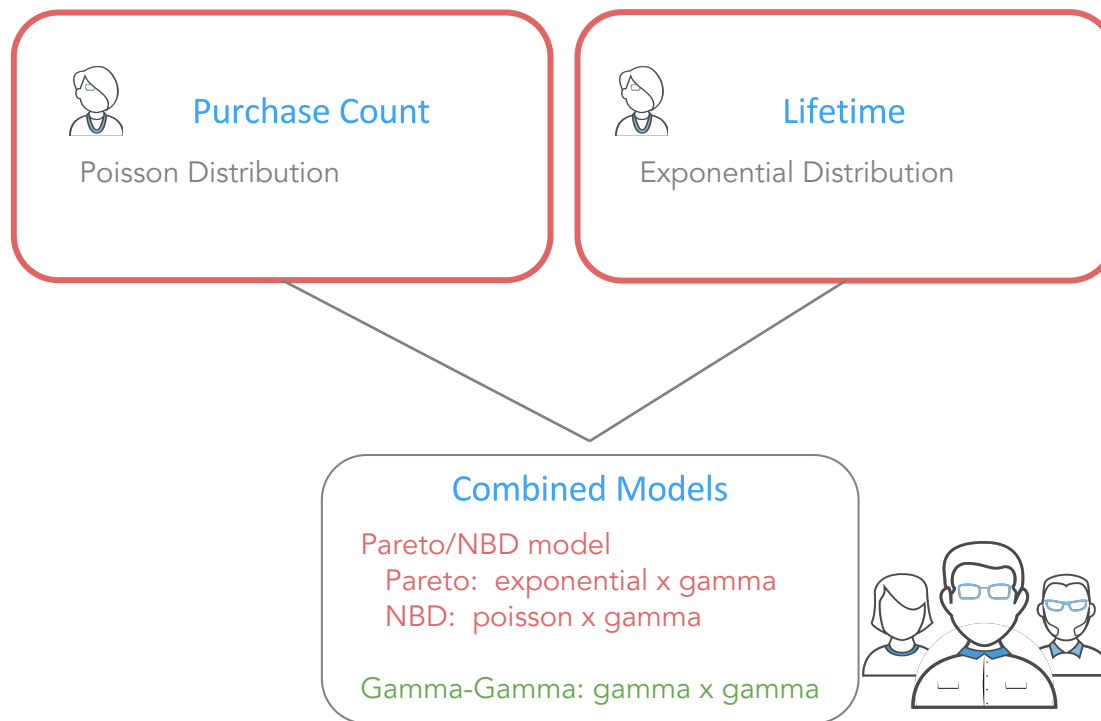 Purchase Count
Poisson Distribution
Lifetime
Exponential Distribution
Combined Models
Pareto/NBD model
Pareto: exponential x gamma
NBD: poisson x gamma
Gamma-Gamma: gamma x gamma